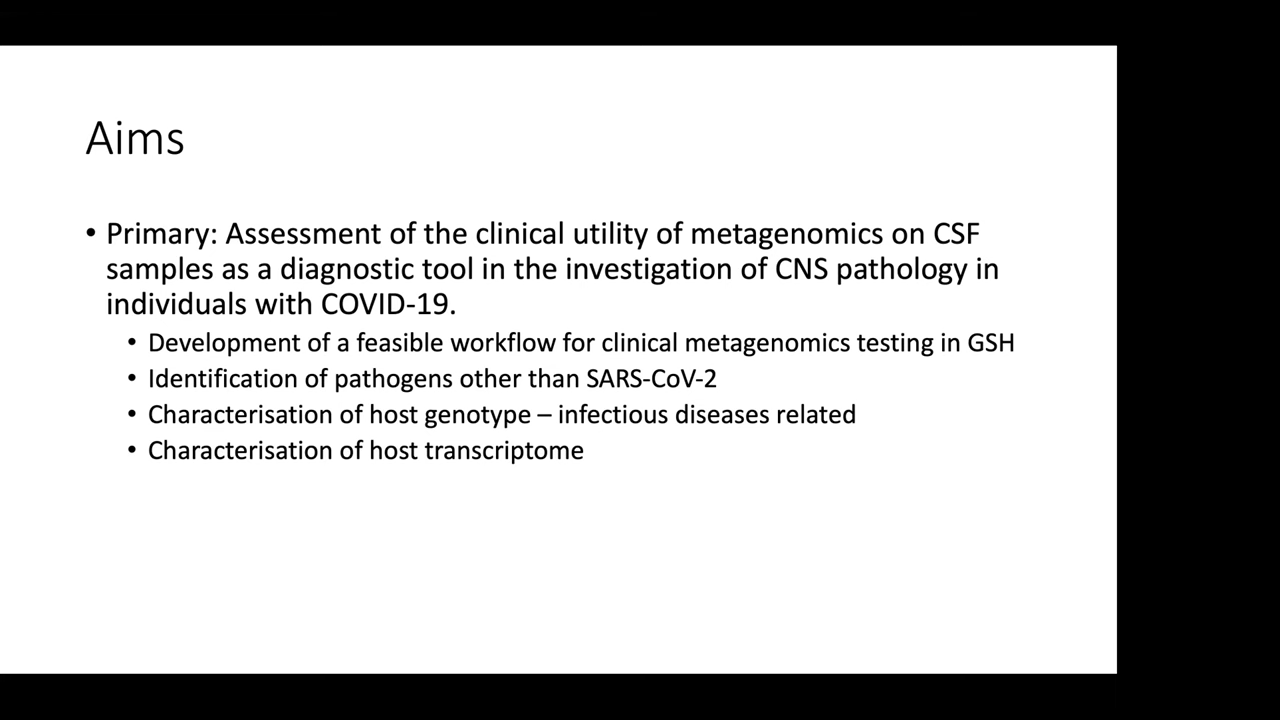 Aims
• Primary: Assessment of the clinical utility of metagenomics on CSF
samples as a diagnostic tool in the investigation of CNS pathology in
individuals with COVID-19.
• Development of a feasible workflow for clinical metagenomics testing in GSH
• Identification of pathogens other than SARS-CoV-2
• Characterisation of host genotype – infectious diseases related
• Characterisation of host transcriptome